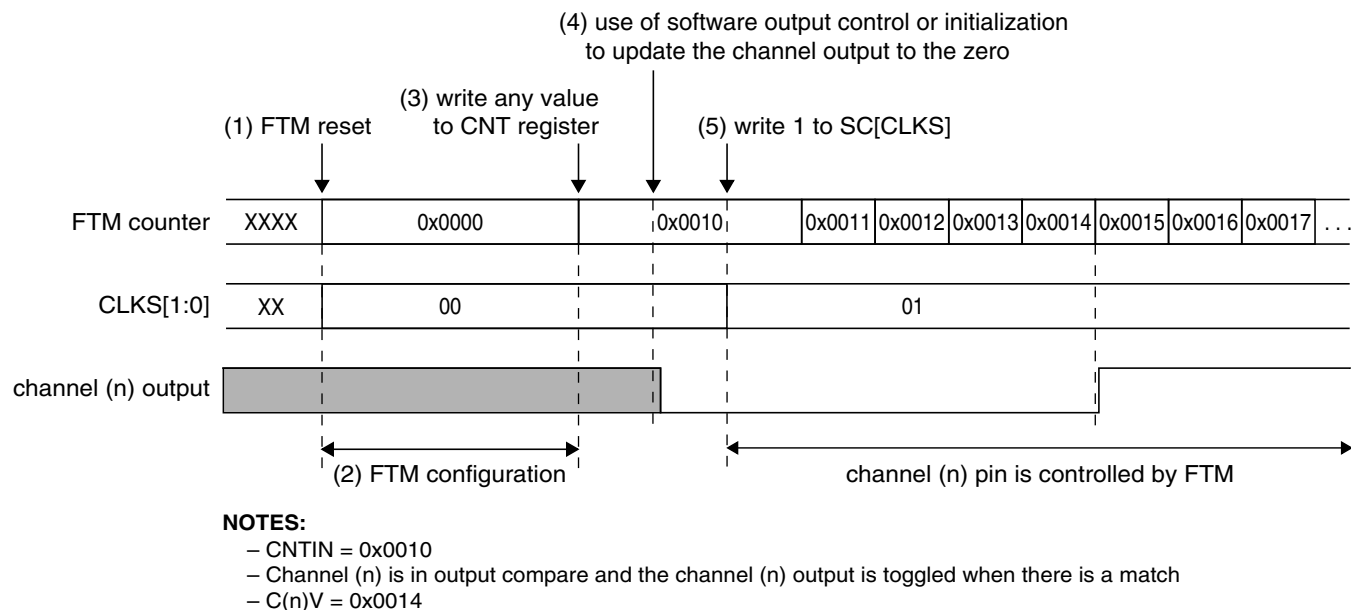 (4) use of software output control or initialization
to update the channel output to the zero
(3) write any value
to CNT register
(1) FTM reset
(5) write 1 to SC[CLKS]
FTM counter
XXXX
0x0000
0x0010
0x0011
0x0012
0x0013
0x0014
0x0015
0x0016
0x0017
. . .
CLKS[1:0]
XX
00
01
channel (n) output
(2) FTM configuration
channel (n) pin is controlled by FTM
NOTES:
– CNTIN = 0x0010
– Channel (n) is in output compare and the channel (n) output is toggled when there is a match
– C(n)V = 0x0014